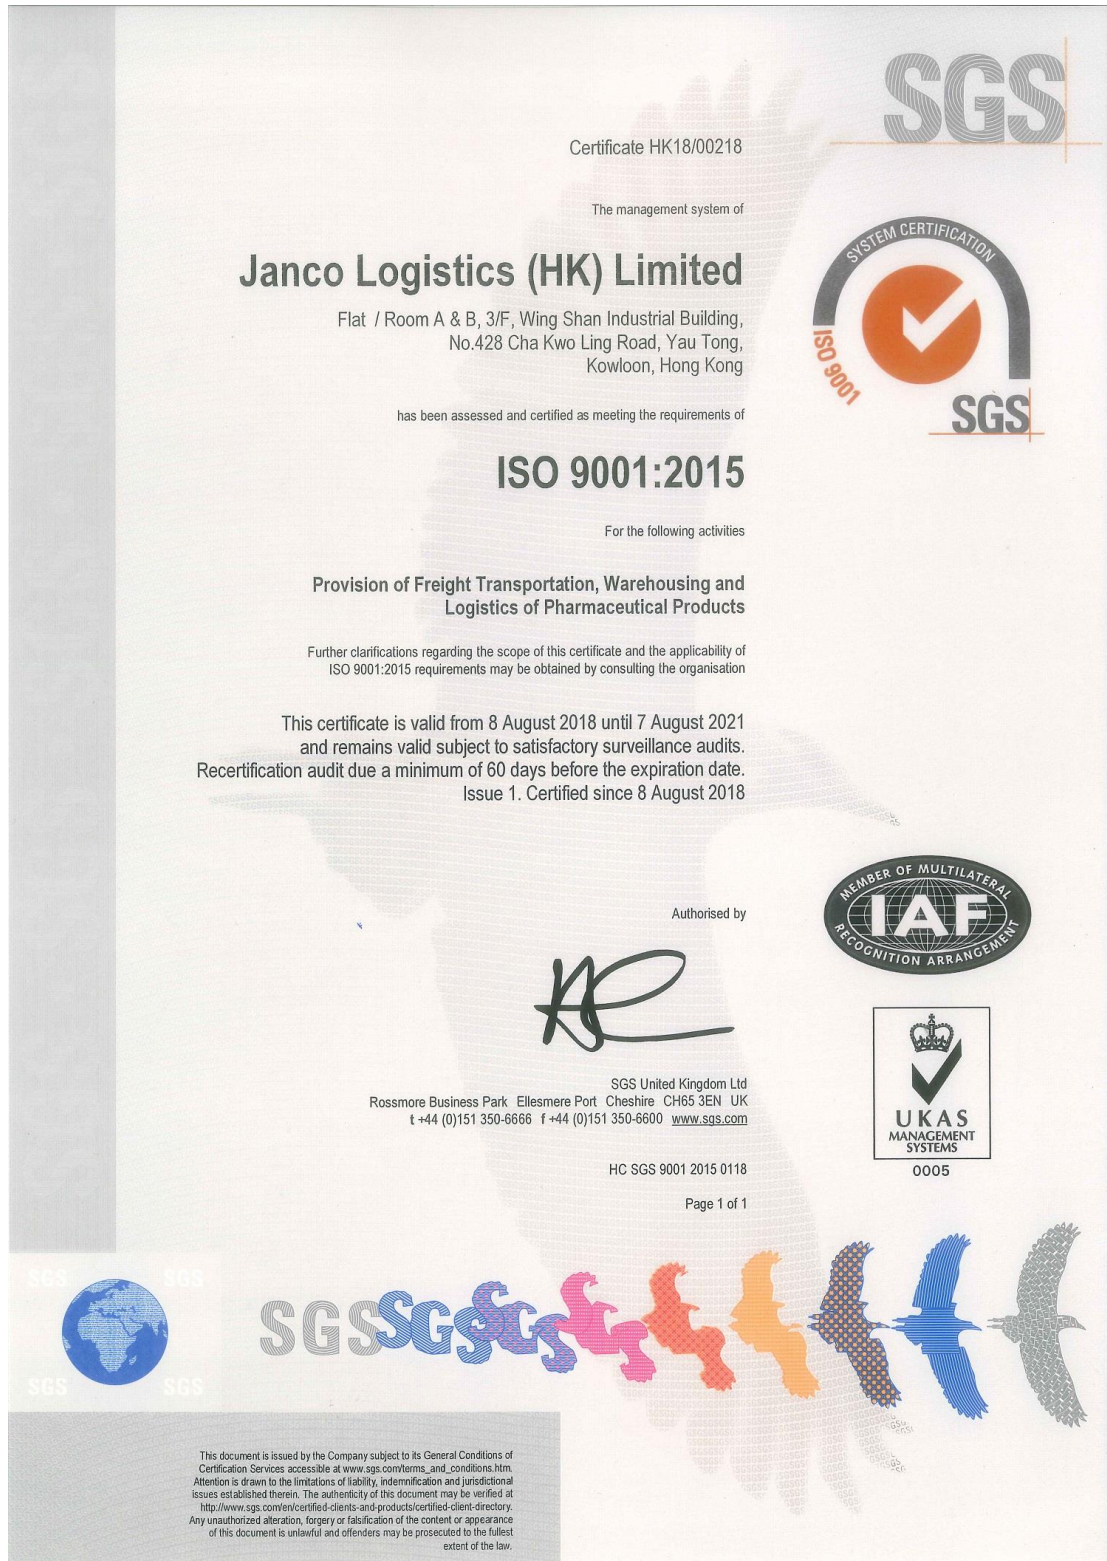 SGS
Certificate HK18/00218
The management system of
SYSTEM CERTIFICATION
Janco Logistics (HK) Limited
Flat / Room A & B, 3/F, Wing Shan Industrial Building,
No.428 Cha Kwo Ling Road, Yau Tong,
Kowloon, Hong Kong
ISO 9001
SGS
has been assessed and certified as meeting the requirements of
ISO 9001:2015
For the following activities
Provision of Freight Transportation, Warehousing and
Logistics of Pharmaceutical Products
Further clarifications regarding the scope of this certificate and the applicability of
ISO 9001:2015 requirements may be obtained by consulting the organisation
This certificate is valid from 8 August 2018 until 7 August 2021
and remains valid subject to satisfactory surveillance audits.
Recertification audit due a minimum of 60 days before the expiration date.
Issue 1. Certified since 8 August 2018
MEMBER OF MULTILATERAL
IAF
RECOGNITION ARRANGEMENT
Authorised by
SGS United Kingdom Ltd
Rossmore Business Park Ellesmere Port Cheshire CH65 3EN UK
t +44 (0)151 350-6666 f +44 (0)151 350-6600 www.sgs.com
UKAS
MANAGEMENT
SYSTEMS
0005
HC SGS 9001 2015 0118
Page 1 of 1
SGS SGS
SGS SGS SGS
SGS SGS
This document is issued by the Company subject to its General Conditions of
Certification Services accessible at www.sgs.com/terms_and_conditions.htm.
Attention is drawn to the limitations of liability, indemnification and jurisdictional
issues established therein. The authenticity of this document may be verified at
http://www.sgs.com/en/certified-clients-and-products/certified-client-directory.
Any unauthorized alteration, forgery or falsification of the content or appearance
of this document is unlawful and offenders may be prosecuted to the fullest
extent of the law.